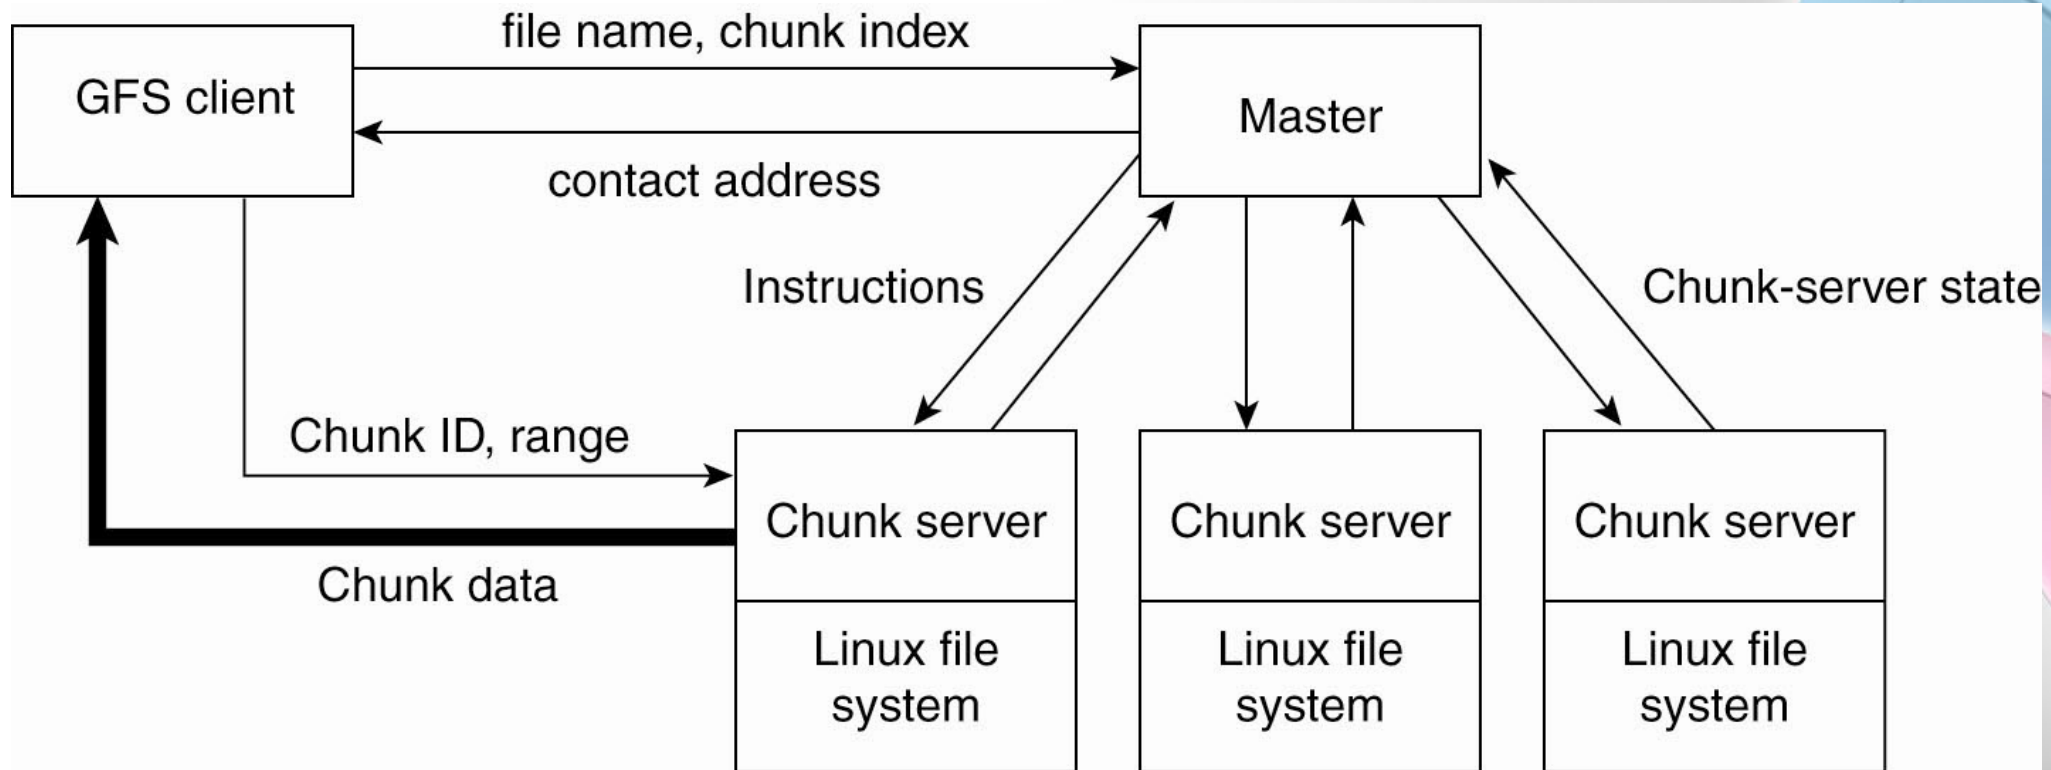 file name, chunk index
GFS client
Master
contact address
Instructions
Chunk-server state
Chunk ID, range
Chunk server
Chunk server
Chunk server
Chunk data
Linux file
system
Linux file
system
Linux file
system